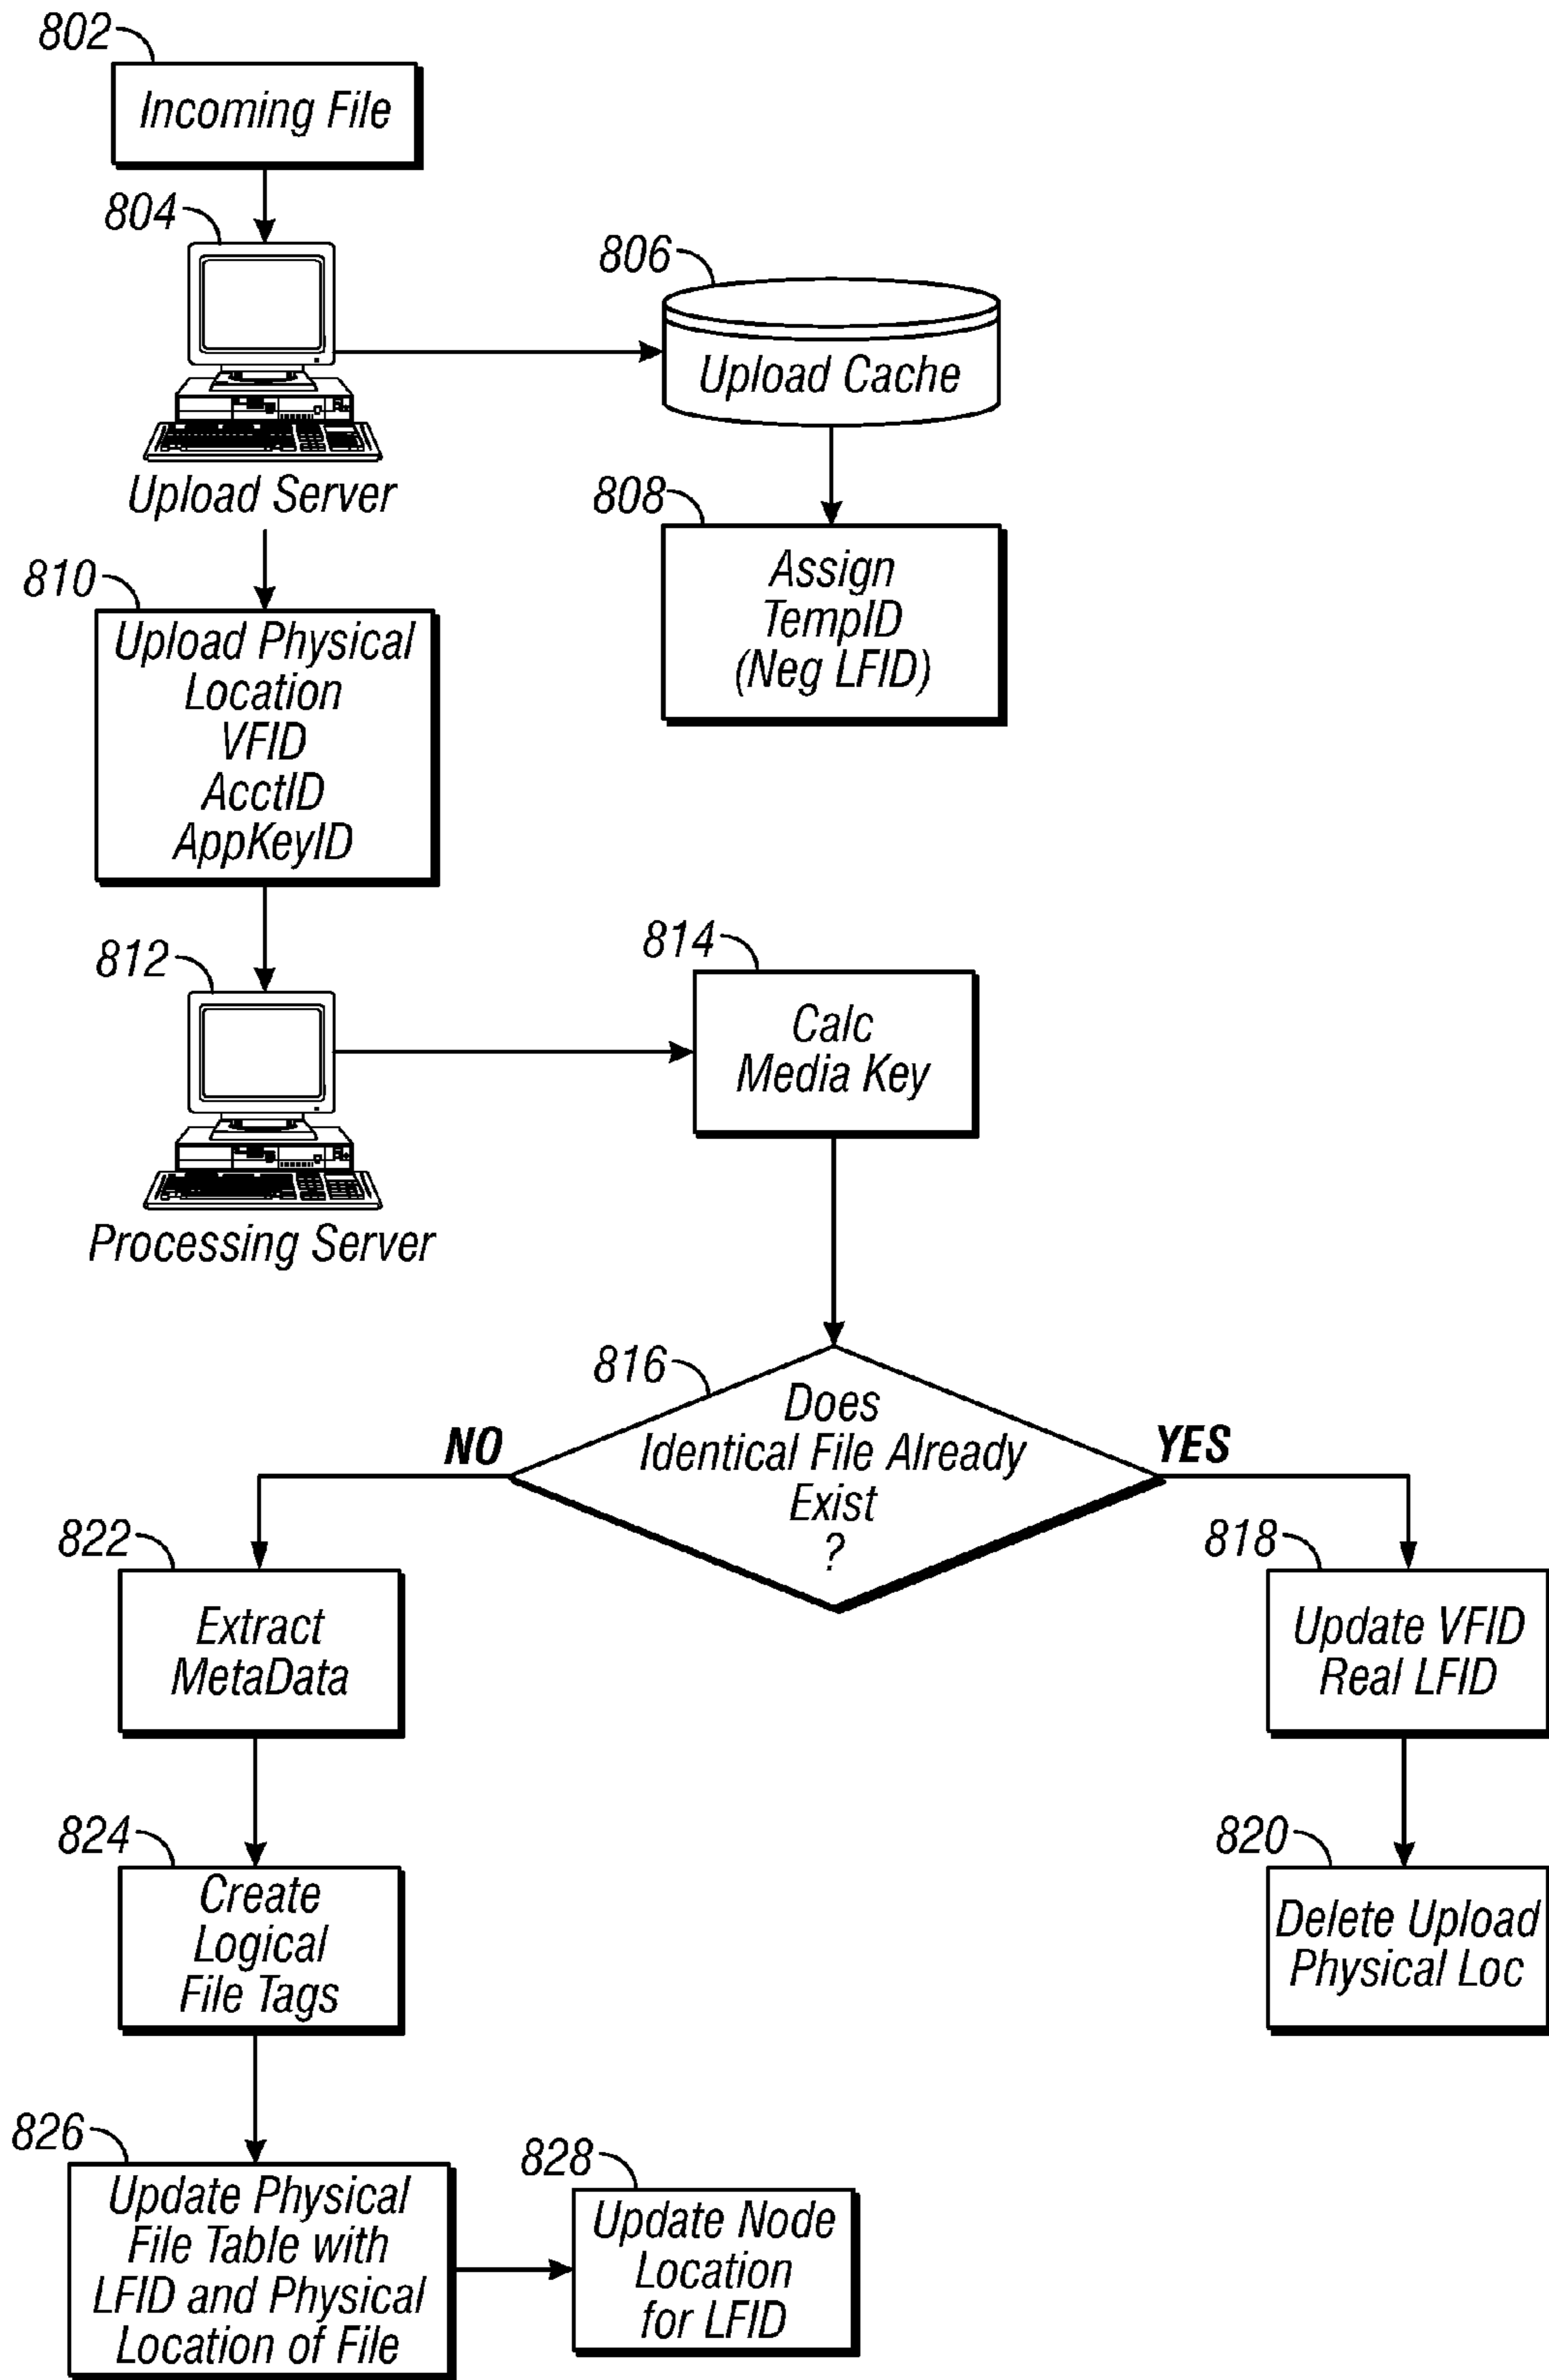 802
Incoming File
804
Upload Server
806
Upload Cache
808
Assign
TempID
(Neg LFID)
810
Upload Physical
Location
VFID
AcctID
AppKeyID
812
Processing Server
814
Calc
Media Key
816
Does
Identical File Already
Exist
?
NO
YES
822
Extract
MetaData
818
Update VFID
Real LFID
824
Create
Logical
File Tags
820
Delete Upload
Physical Loc
826
Update Physical
File Table with
LFID and Physical
Location of File
828
Update Node
Location
for LFID